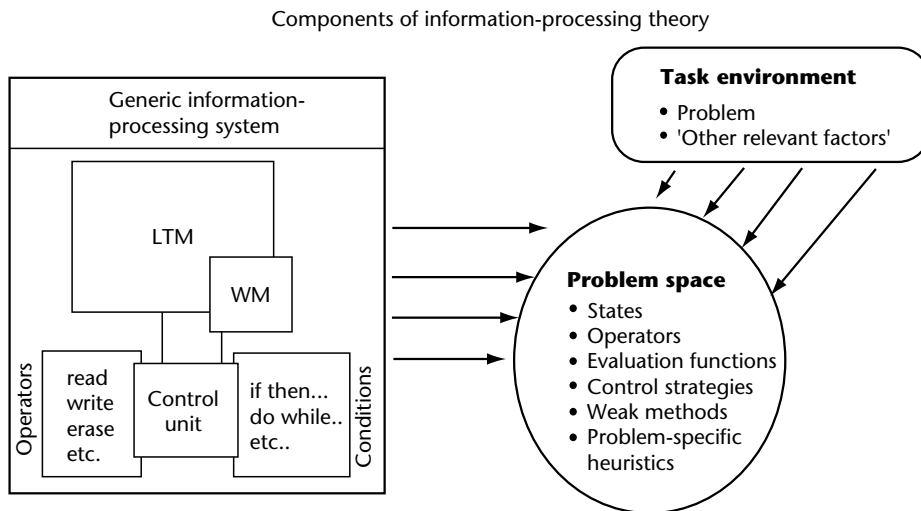 Components of information-processing theory
Generic information-
processing system
LTM
WM
Operators
read
write
erase
etc.
Control
unit
if then...
do while..
etc..
Conditions
Task environment
• Problem
• 'Other relevant factors'
Problem space
• States
• Operators
• Evaluation functions
• Control strategies
• Weak methods
• Problem-specific
heuristics